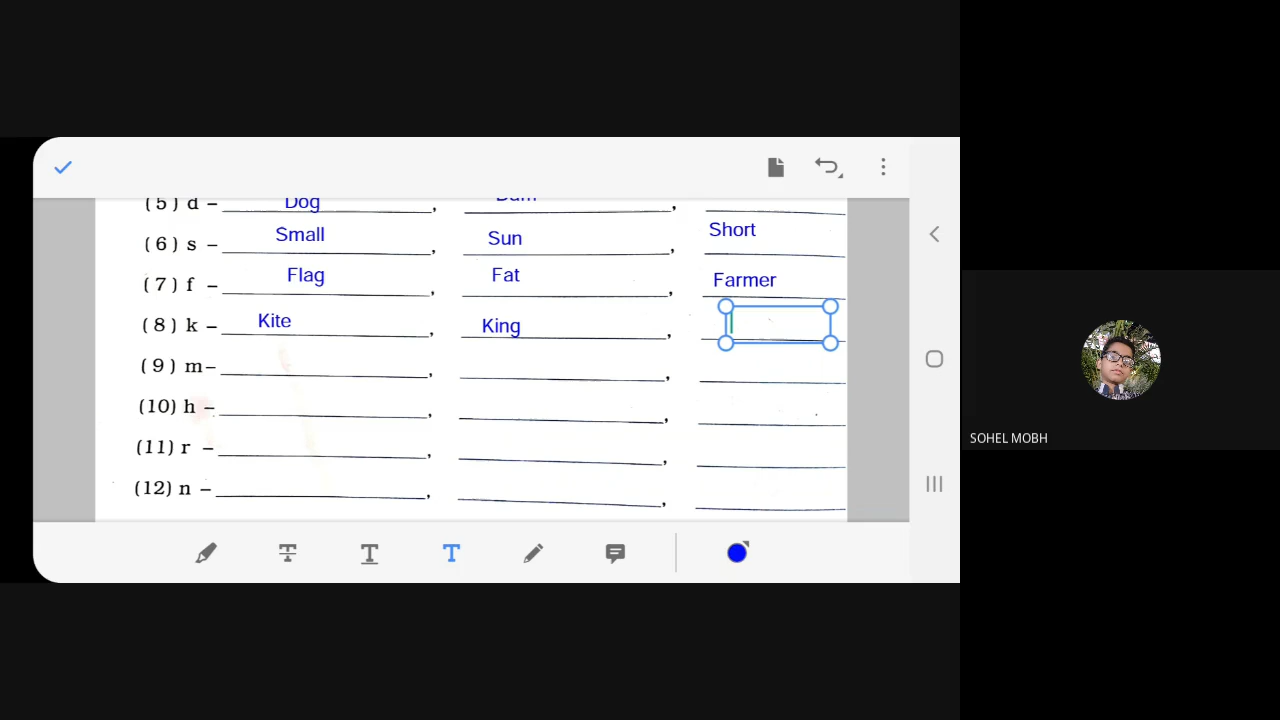 (5) d – Dog, Dum,
(6) s – Small, Sun, Short
(7) f – Flag, Fat, Farmer
(8) k – Kite, King,
(9) m–
(10) h –
(11) r –
(12) n –
SOHEL MOBH